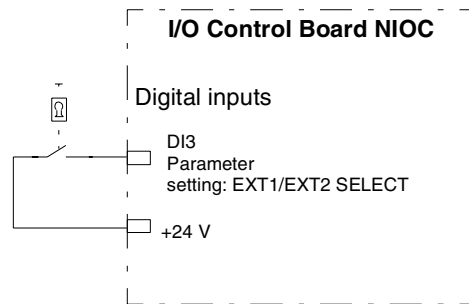 I/O Control Board NIOC
Digital inputs
DI3
Parameter
setting: EXT1/EXT2 SELECT
+24 V